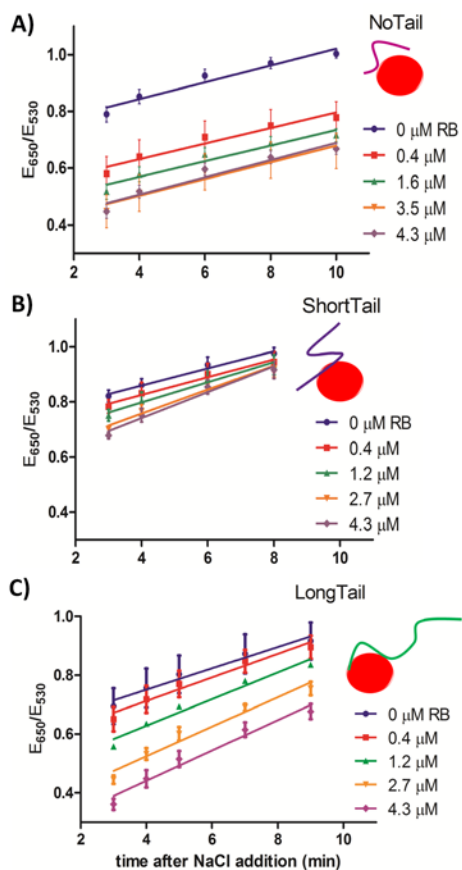 A)
NoTail
E650/E530
1.0
0.8
0.6
0.4
2 4 6 8 10
0 μM RB
0.4 μM
1.6 μM
3.5 μM
4.3 μM
B)
ShortTail
E650/E530
1.0
0.8
0.6
0.4
2 4 6 8 10
0 μM RB
0.4 μM
1.2 μM
2.7 μM
4.3 μM
C)
LongTail
E650/E530
1.0
0.8
0.6
0.4
2 4 6 8 10
time after NaCl addition (min)
0 μM RB
0.4 μM
1.2 μM
2.7 μM
4.3 μM